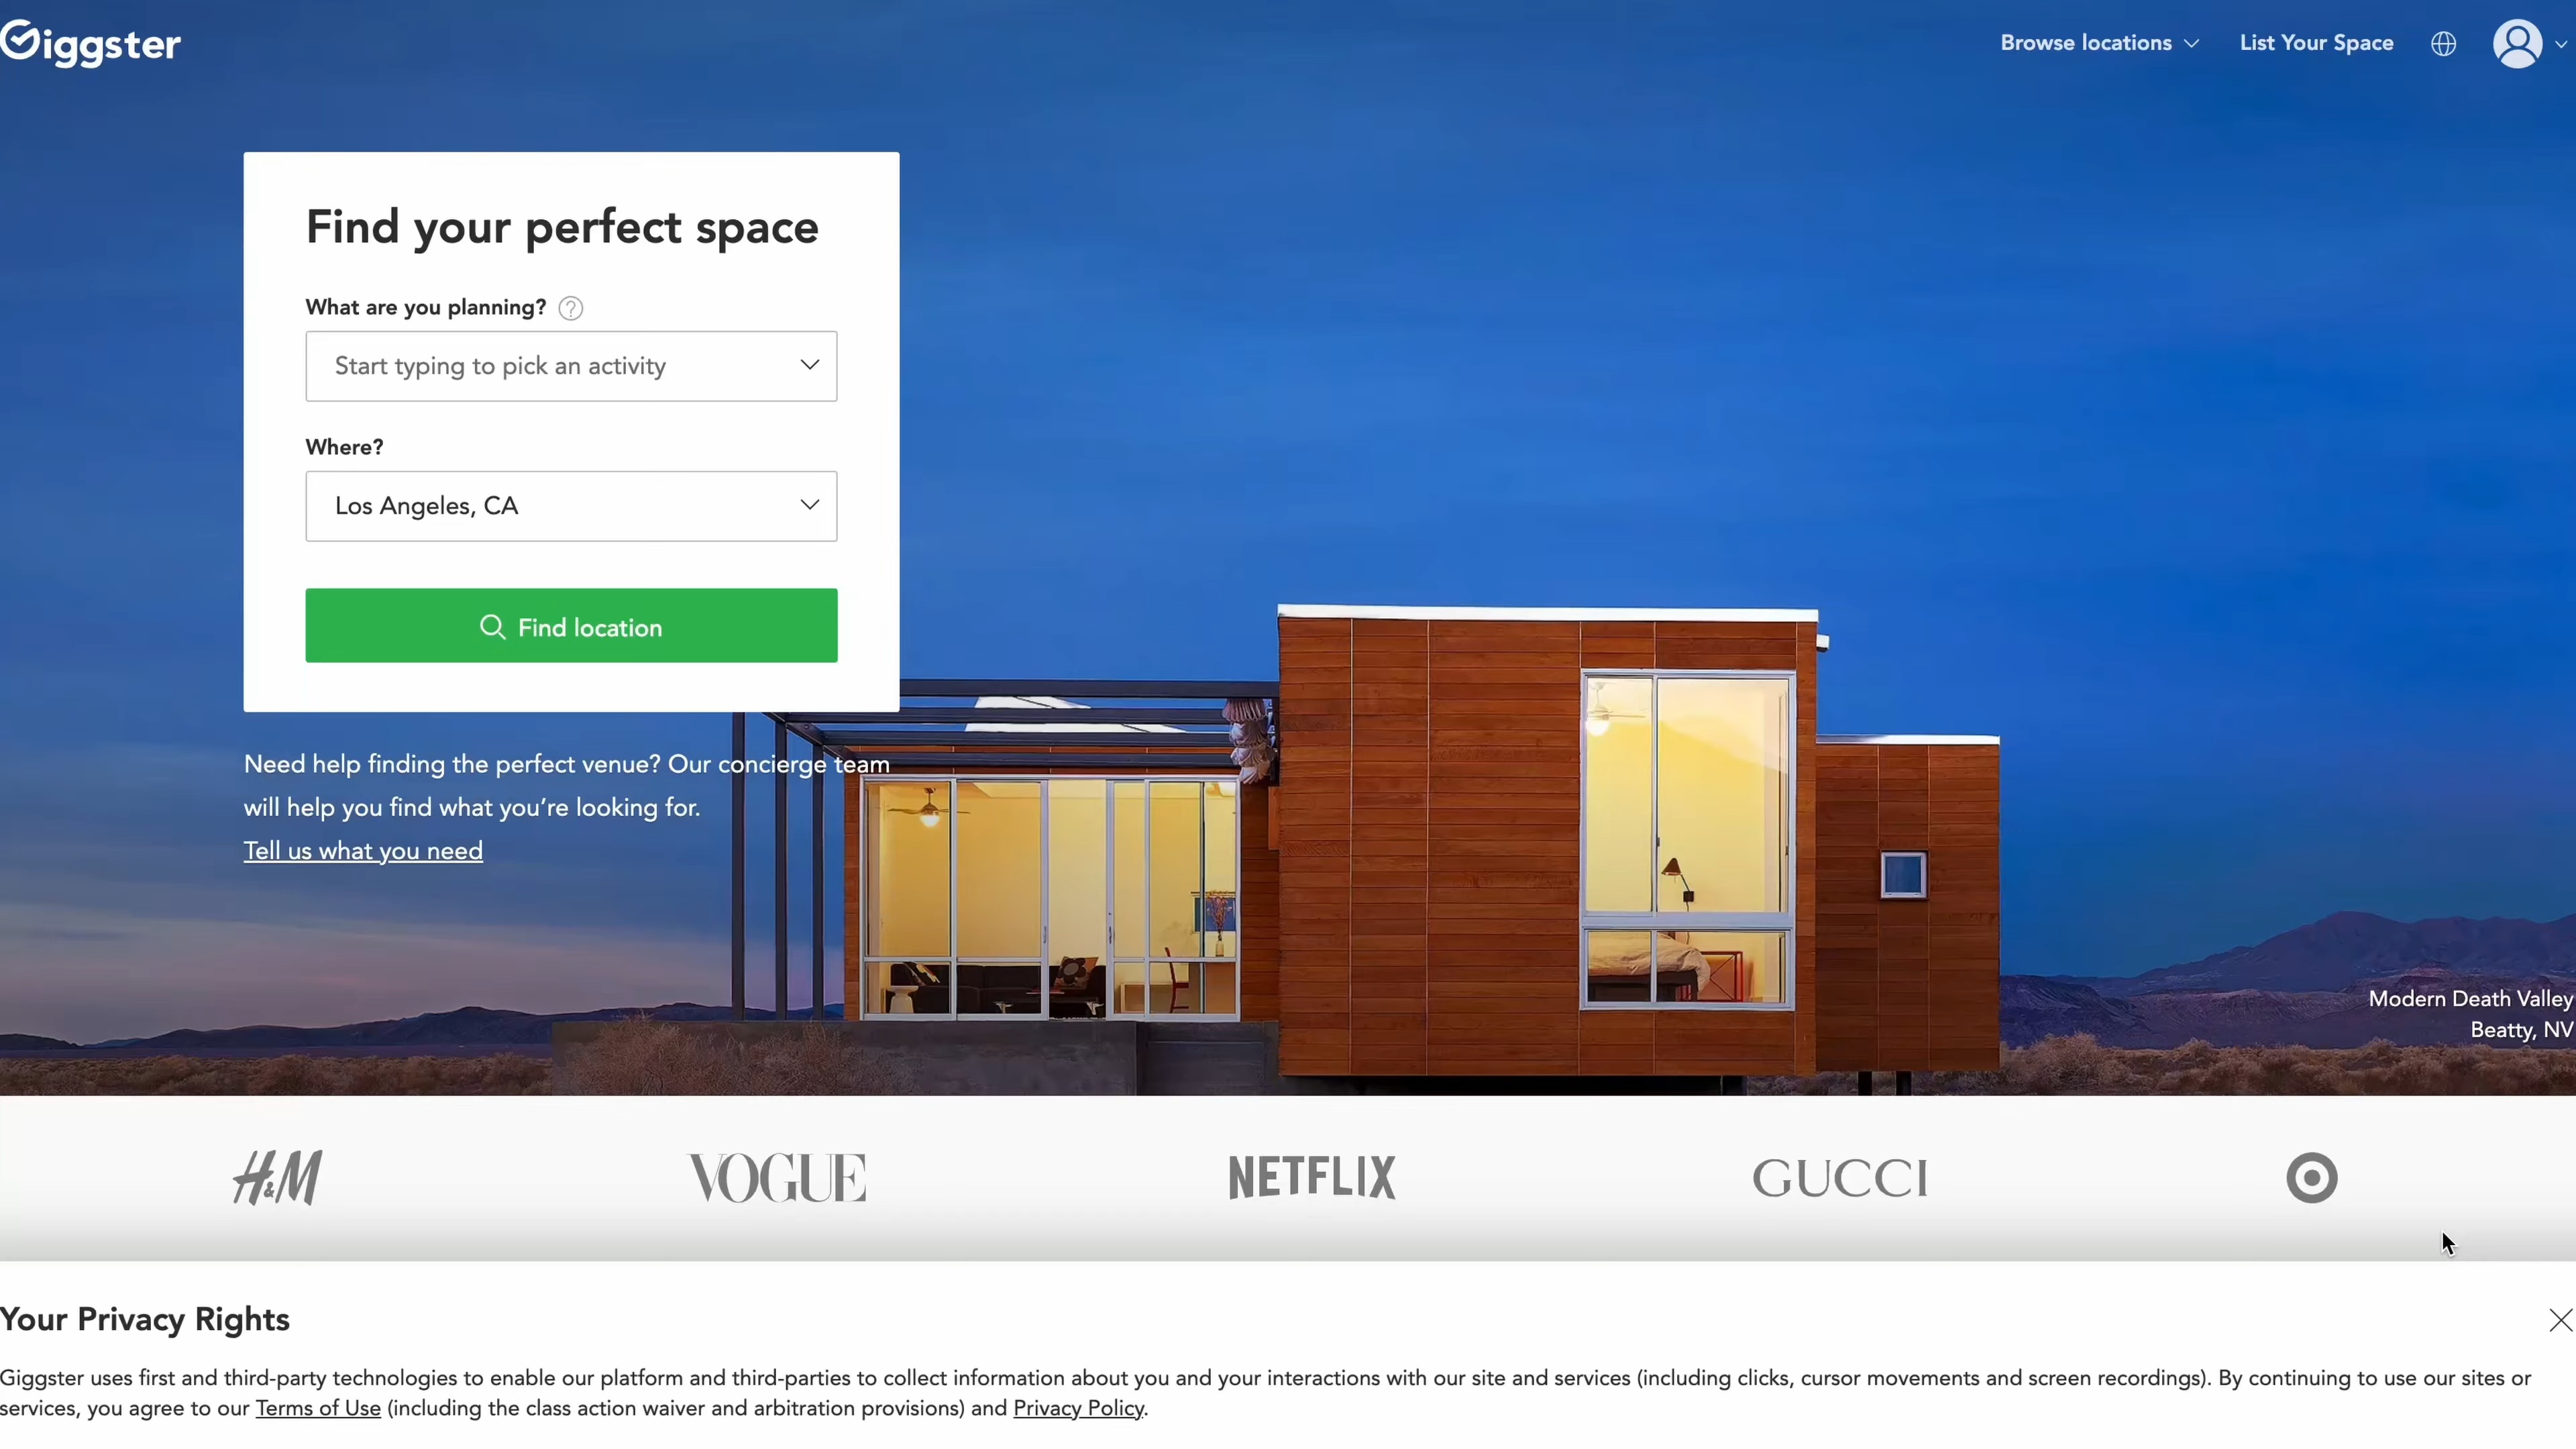 Giggster
Browse locations
List Your Space
Find your perfect space
What are you planning? ?
Start typing to pick an activity
Where?
Los Angeles, CA
Find location
Need help finding the perfect venue? Our concierge team
will help you find what you’re looking for.
Tell us what you need
Modern Death Valley
Beatty, NV
H&M
VOGUE
NETFLIX
GUCCI
Your Privacy Rights
Giggster uses first and third-party technologies to enable our platform and third-parties to collect information about you and your interactions with our site and services (including clicks, cursor movements and screen recordings). By continuing to use our sites or
services, you agree to our Terms of Use (including the class action waiver and arbitration provisions) and Privacy Policy.